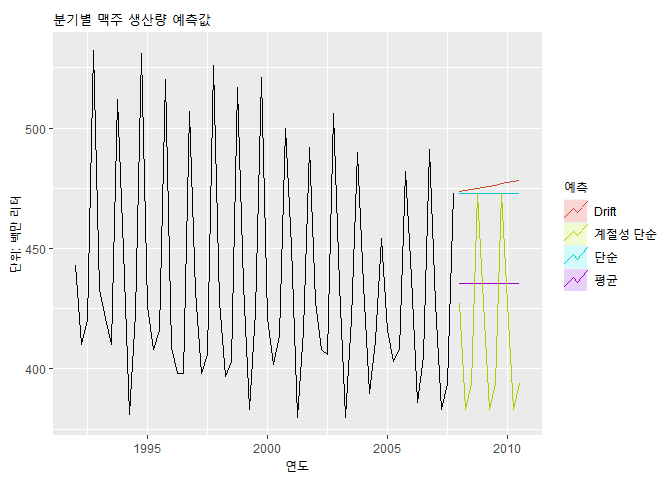 분기별 맥주 생산량 예측값
단위: 백만 리터
500
450
400
1995
2000
2005
2010
연도
예측
Drift
계절성 단순
단순
평균